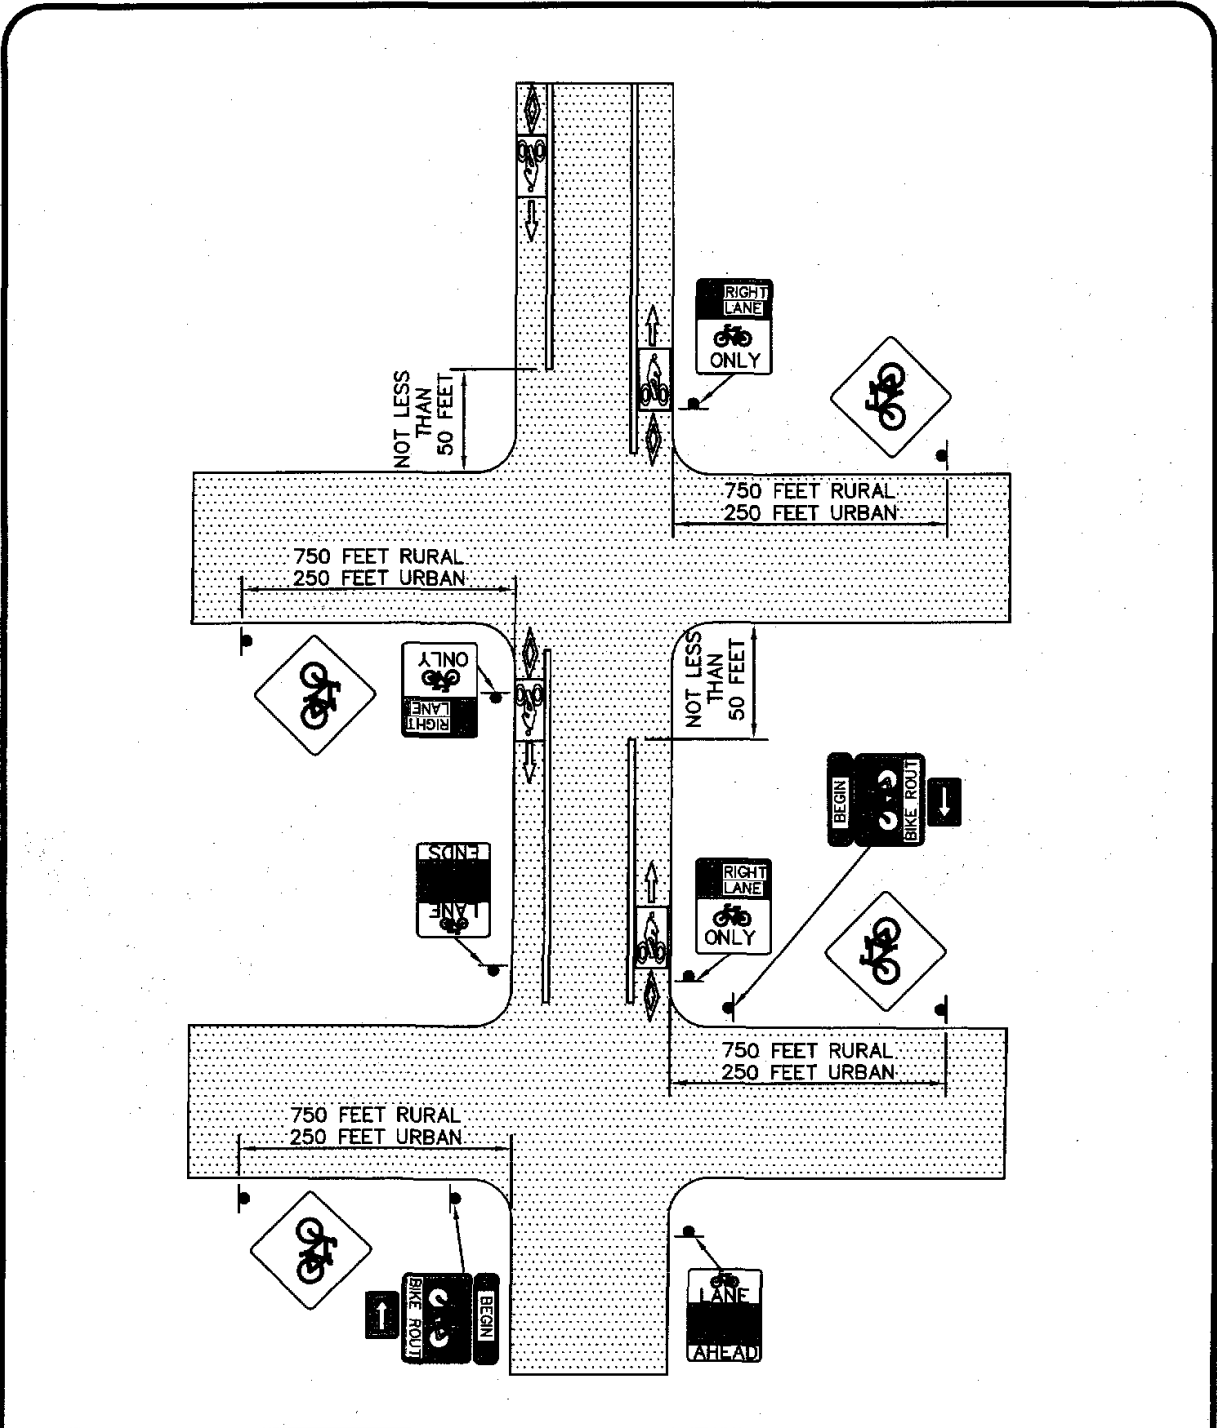 RIGHT
LANE
ONLY
NOT LESS
THAN
50 FEET
750 FEET RURAL
250 FEET URBAN
750 FEET RURAL
250 FEET URBAN
ONLY
RIGHT
LANE
NOT LESS
THAN
50 FEET
BEGIN
BIKE ROUT
LANE
ENDS
RIGHT
LANE
ONLY
750 FEET RURAL
250 FEET URBAN
750 FEET RURAL
250 FEET URBAN
BIKE ROUT
BEGIN
LANE
AHEAD